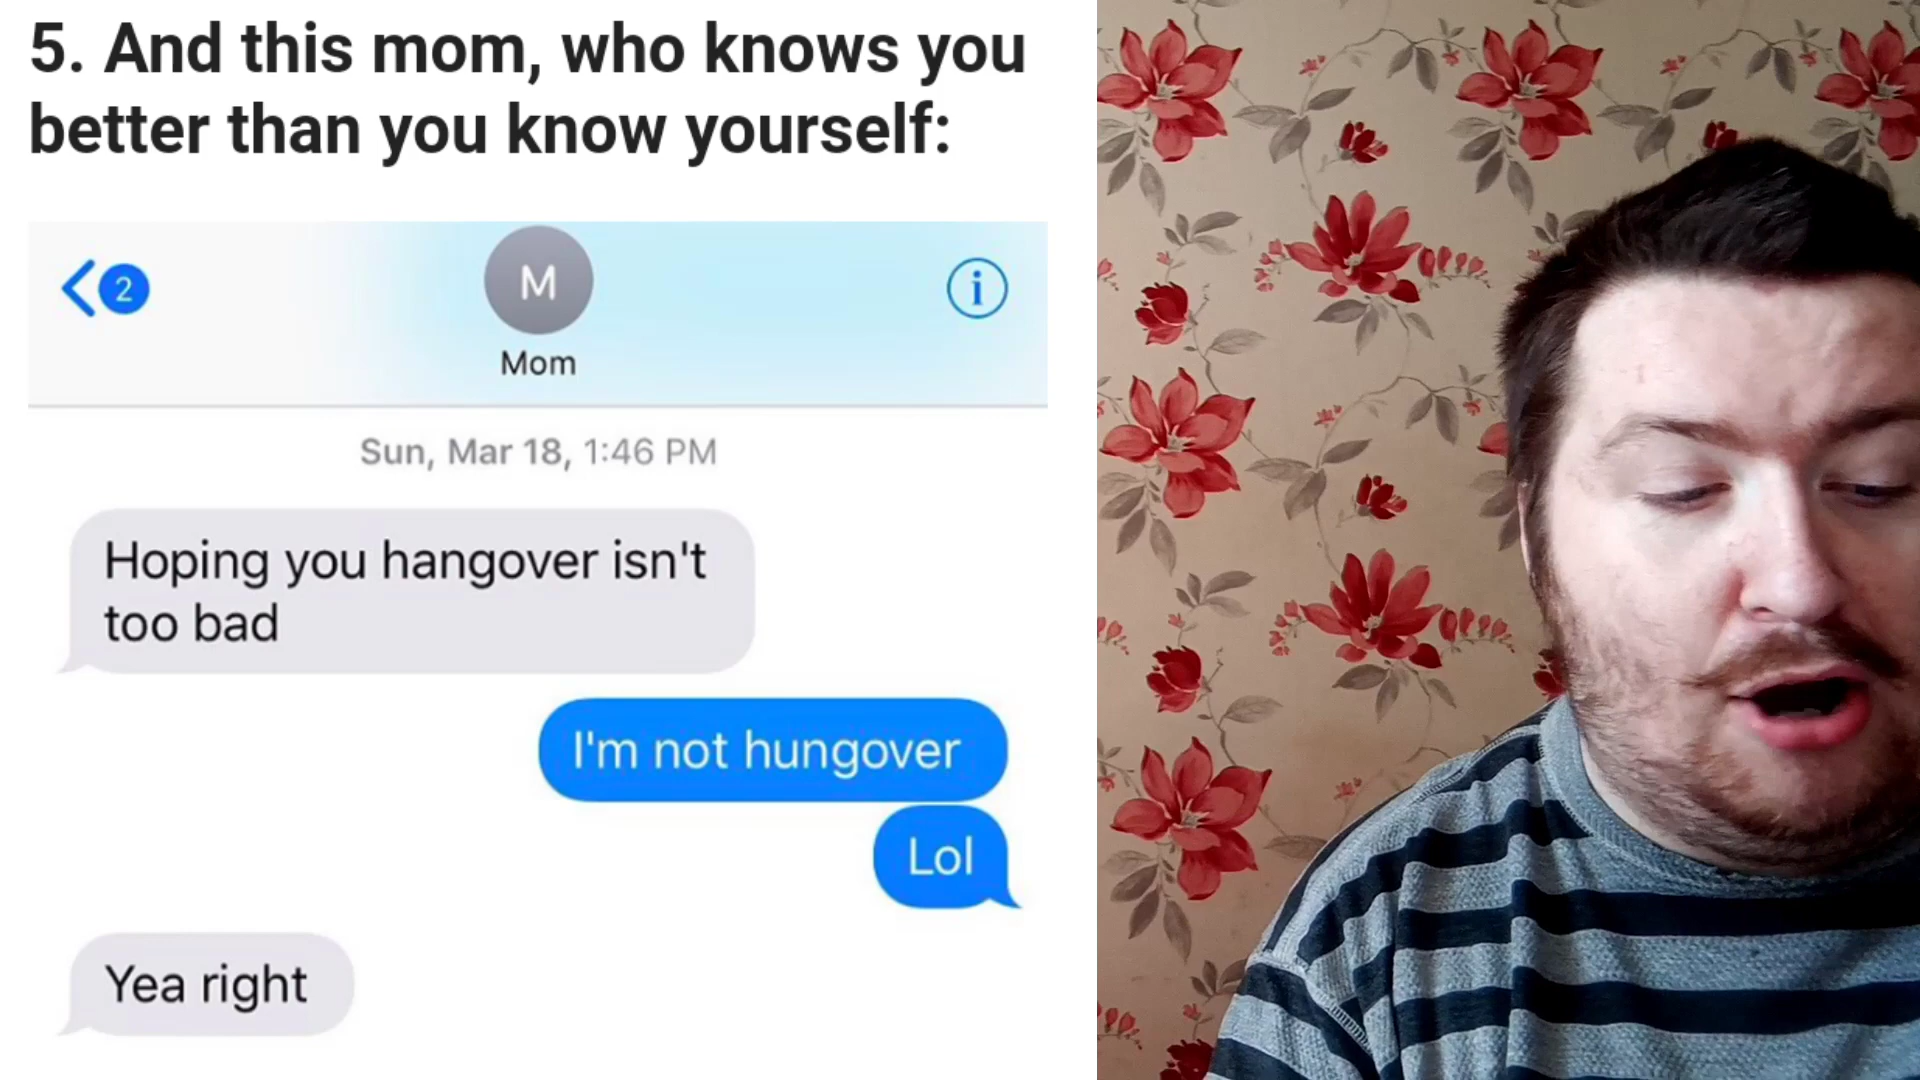 5. And this mom, who knows you
better than you know yourself:
2
M
i
Mom
Sun, Mar 18, 1:46 PM
Hoping you hangover isn't
too bad
I'm not hungover
Lol
Yea right